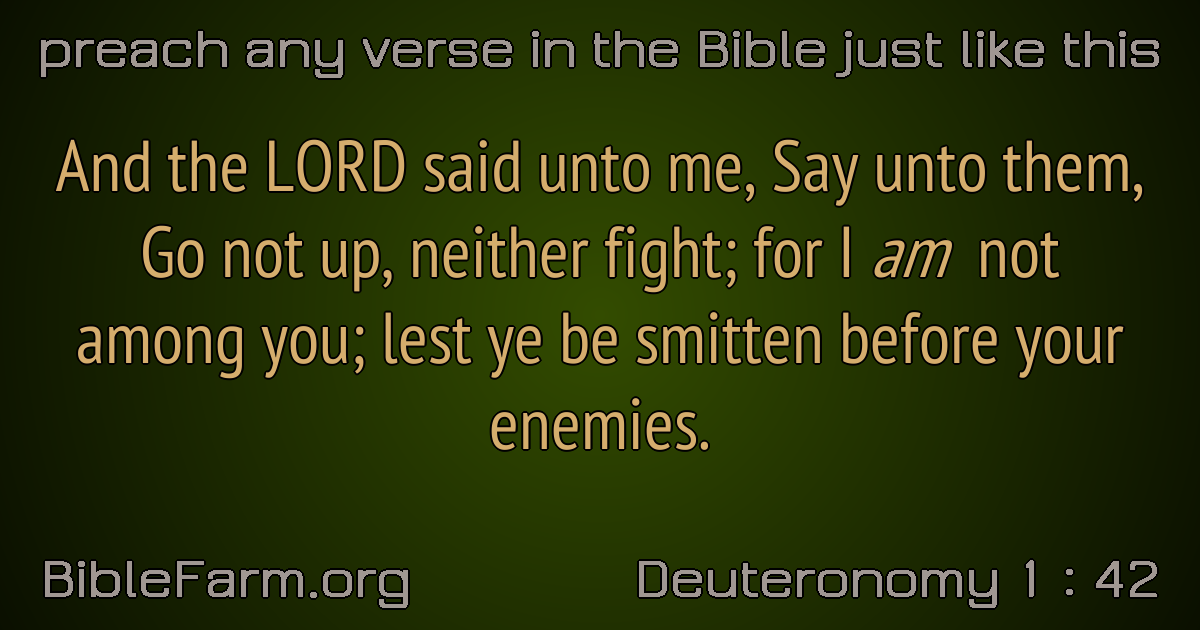 preach any verse in the Bible just like this
And the LORD said unto me, Say unto them,
Go not up, neither fight; for I am not
among you; lest ye be smitten before your
enemies.
BibleFarm.org
Deuteronomy 1 : 42